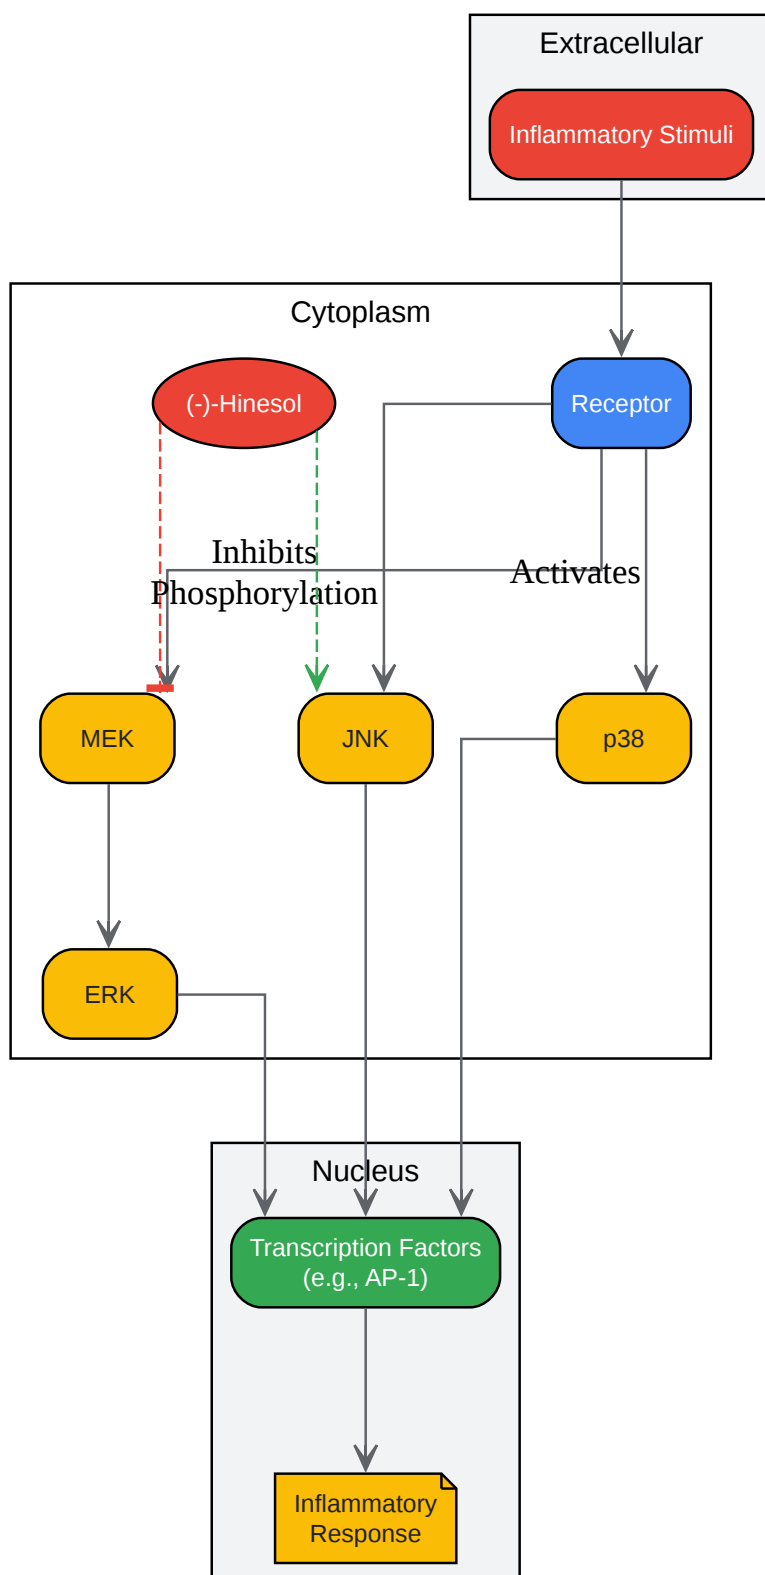 Extracellular
Inflammatory Stimuli
Cytoplasm
(-)-Hinesol
Receptor
Inhibits
Phosphorylation
Activates
MEK
JNK
p38
ERK
Nucleus
Transcription Factors
(e.g., AP-1)
Inflammatory
Response